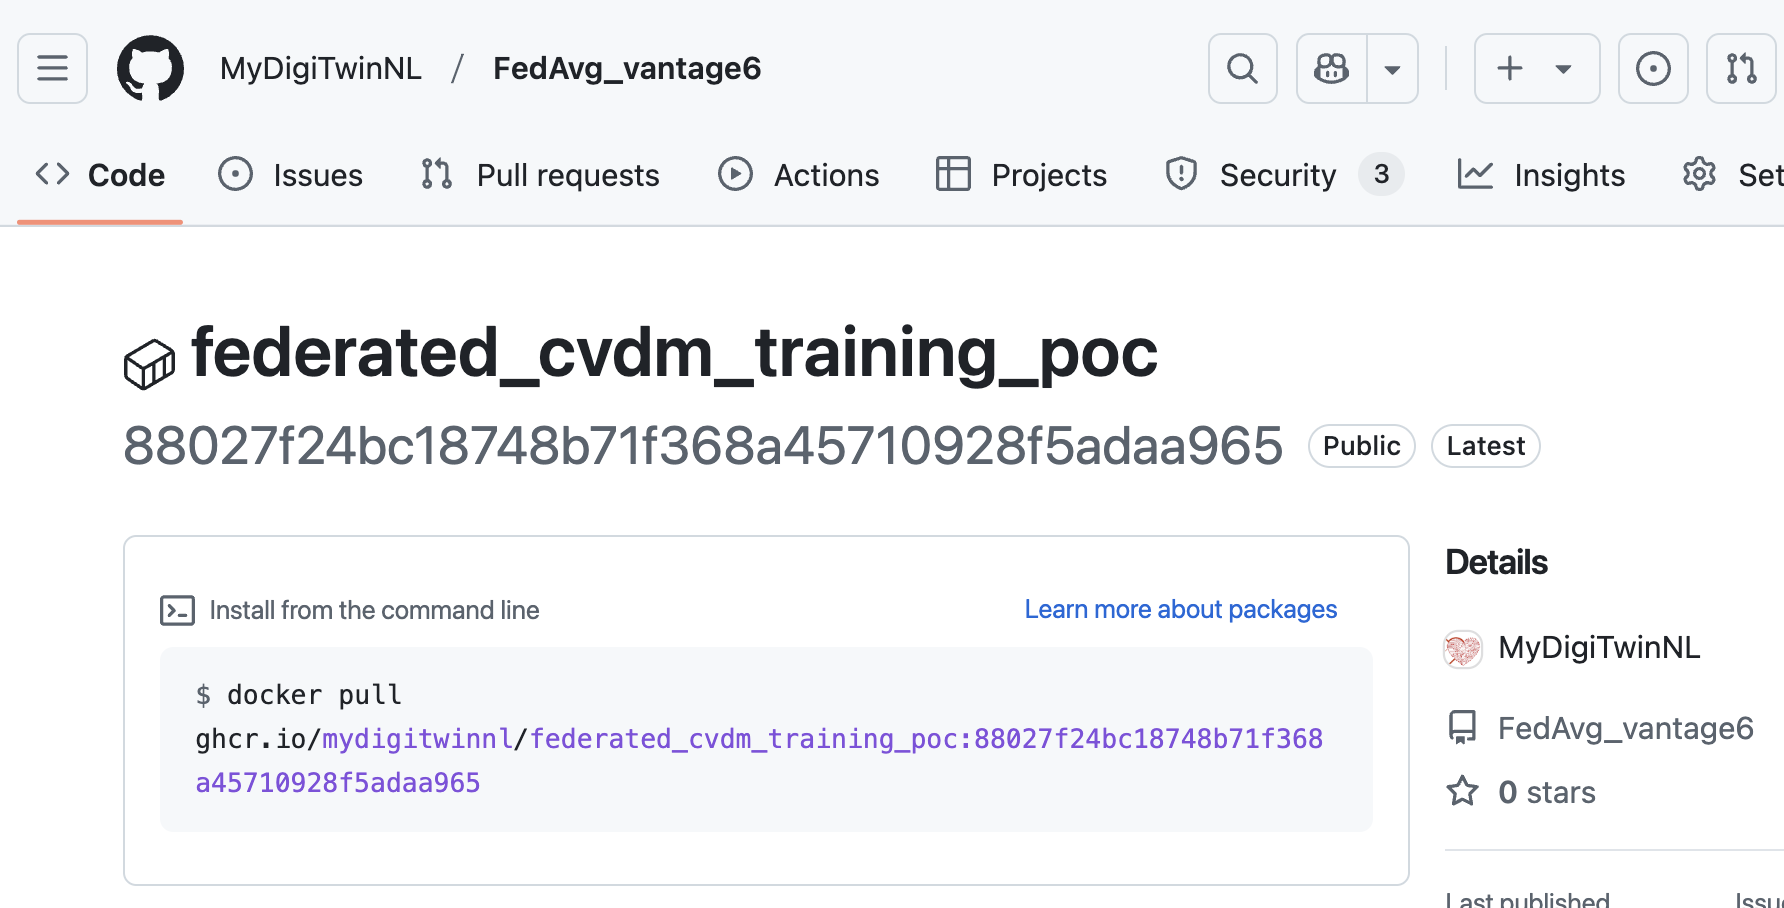 MyDigiTwinNL / FedAvg_vantage6
Code Issues Pull requests Actions Projects Security 3 Insights Set
federated_cvdm_training_poc
88027f24bc18748b71f368a45710928f5adaa965 Public Latest
Install from the command line Learn more about packages
$ docker pull
ghcr.io/mydigitwinnl/federated_cvdm_training_poc:88027f24bc18748b71f368
a45710928f5adaa965
Details
MyDigiTwinNL
FedAvg_vantage6
0 stars
Last published Issu